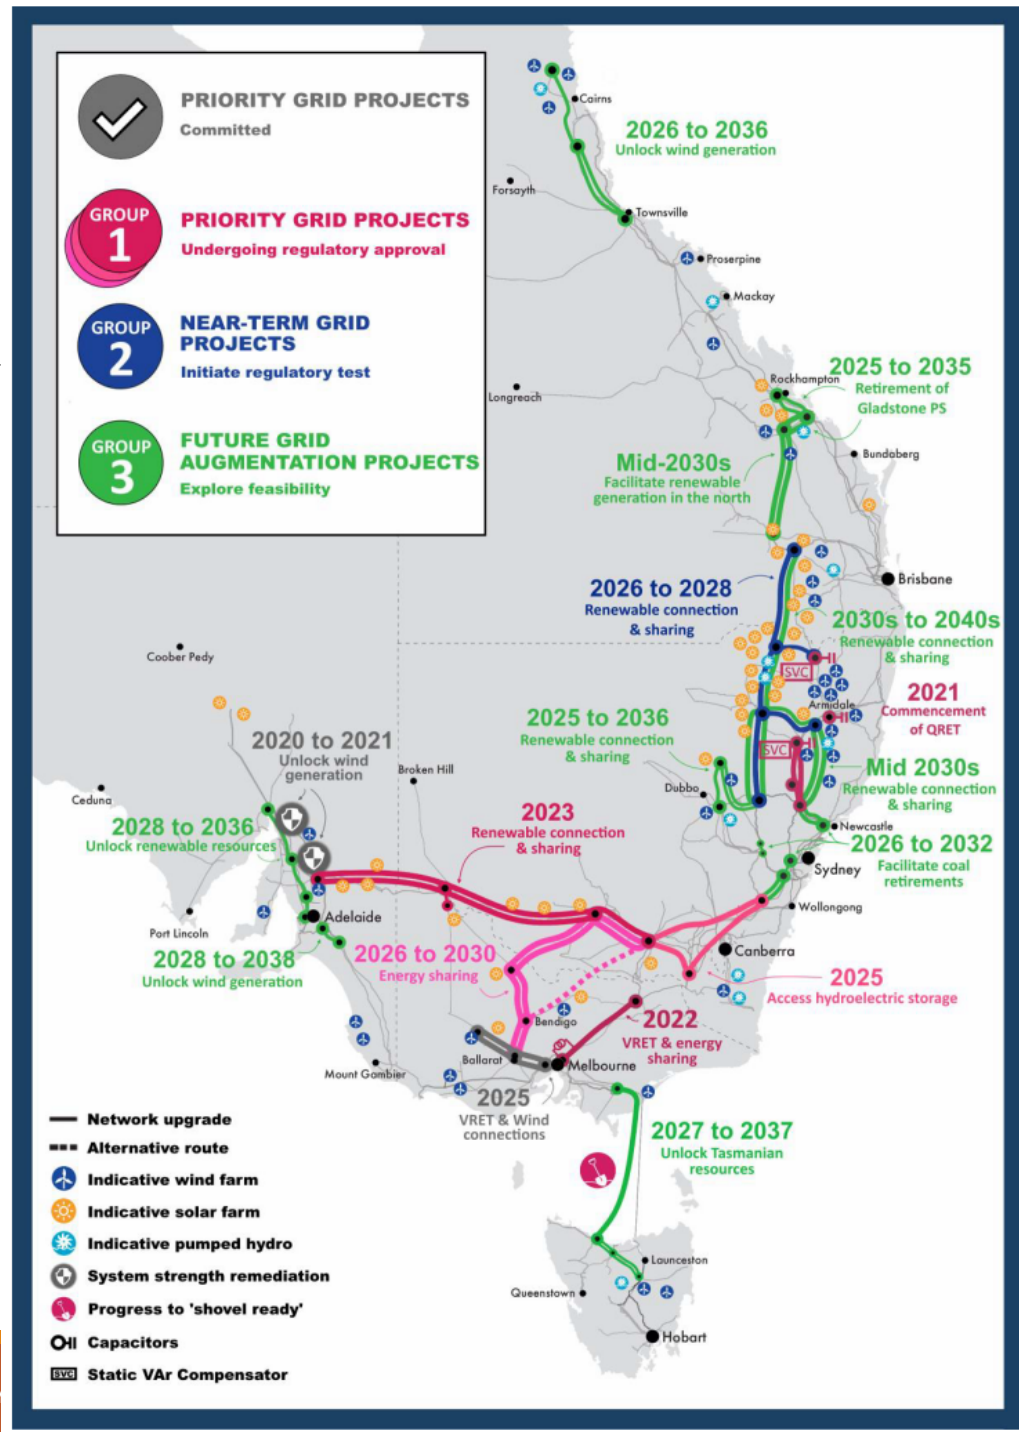 PRIORITY GRID PROJECTS
Committed
GROUP
1
PRIORITY GRID PROJECTS
Undergoing regulatory approval
GROUP
2
NEAR-TERM GRID
PROJECTS
Initiate regulatory test
GROUP
3
FUTURE GRID
AUGMENTATION PROJECTS
Explore feasibility
Cairns
2026 to 2036
Unlock wind generation
Forsayth
Townsville
Proserpine
Mackay
Longreach
Rockhampton
2025 to 2035
Retirement of
Gladstone PS
Bundaberg
Mid-2030s
Facilitate renewable
generation in the north
Brisbane
2026 to 2028
Renewable connection
& sharing
2030s to 2040s
Renewable connection
& sharing
Coober Pedy
SVC
2021
Commencement
of QRET
Armidale
2025 to 2036
Renewable connection
& sharing
SVC
2020 to 2021
Unlock wind
generation
Broken Hill
Mid 2030s
Renewable connection
& sharing
Dubbo
Ceduna
2023
Renewable connection
& sharing
2028 to 2036
Unlock renewable resources
Newcastle
2026 to 2032
Facilitate coal
retirements
Sydney
Wollongong
Adelaide
Port Lincoln
2028 to 2038
Unlock wind generation
2026 to 2030
Energy sharing
Canberra
2025
Access hydroelectric storage
Bendigo
2022
VRET & energy
sharing
Ballarat
Melbourne
Mount Gambier
2025
VRET & Wind
connections
2027 to 2037
Unlock Tasmanian
resources
Launceston
Queenstown
Hobart
Network upgrade
Alternative route
Indicative wind farm
Indicative solar farm
Indicative pumped hydro
System strength remediation
Progress to 'shovel ready'
Capacitors
SVC Static VAr Compensator